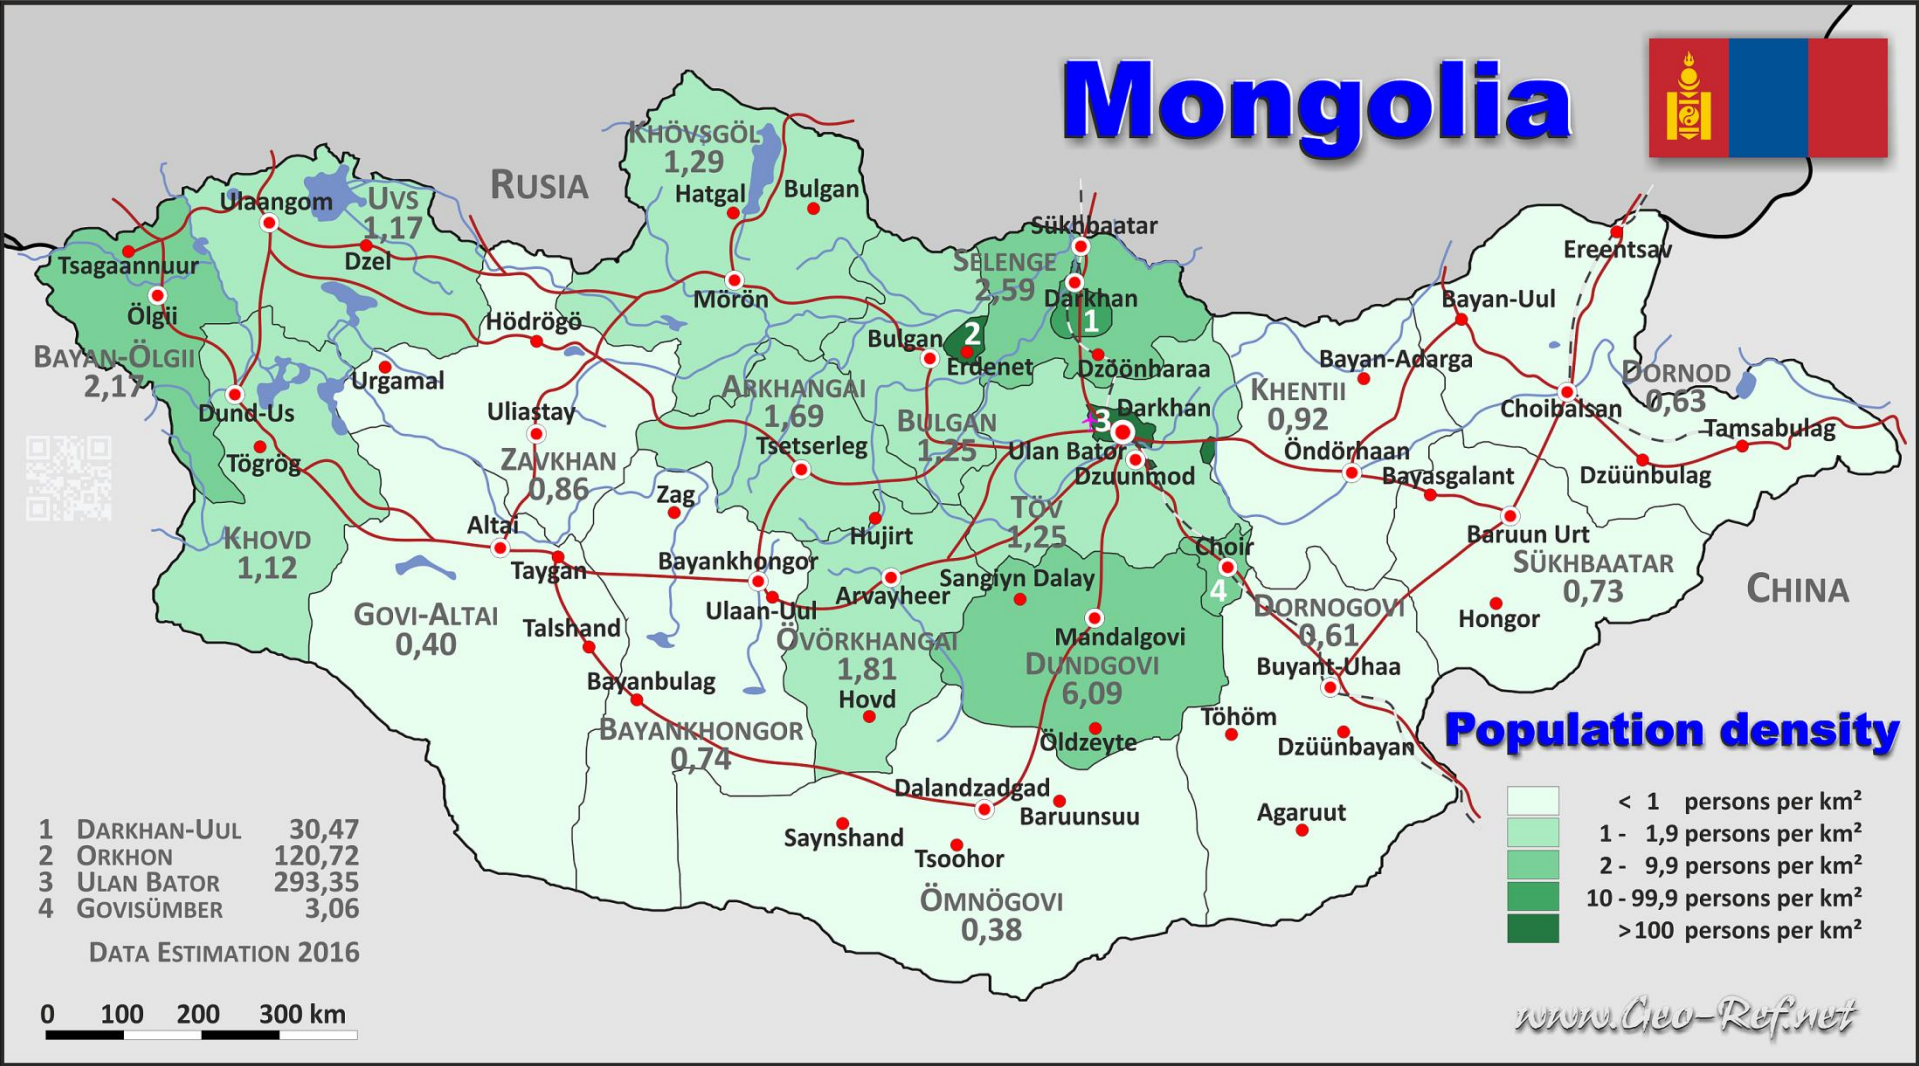 Mongolia
RUSIA
CHINA
KHÖVSGÖL
1,29
Hatgal
Bulgan
Mörön
UVS
1,17
Ulaangom
Dzel
Tsagaannuur
Ölgii
BAYAN-ÖLGII
2,17
Dund-Us
Tögrög
Urgamal
KHOVD
1,12
Hödrögö
Uliastay
ZAVKHAN
0,86
Altai
Taygan
Zag
GOVI-ALTAI
0,40
Talshand
Bayanbulag
BAYANKHONGOR
0,74
Bayankhongor
Ulaan-Uul
ARKHANGAI
1,69
Tsetserleg
Hujirt
Arvayheer
ÖVÖRKHANGAI
1,81
Hovd
Bulgan
BULGAN
1,25
2
Erdenet
Sükhbaatar
SELENGE
2,59
Darkhan
1
Dzöönharaa
3
Darkhan
Ulan Bator
Dzuunmod
TÖV
1,25
Sangiyn Dalay
Mandalgovi
DUNDGOVI
6,09
Öldzeyte
Choir
4
KHENTII
0,92
Bayan-Adarga
Öndörhaan
Bayan-Uul
Ereentsav
DORNOD
0,63
Choibalsan
Tamsabulag
Dzüünbulag
Bayasgalant
Baruun Urt
SÜKHBAATAR
0,73
Hongor
DORNOGOVI
0,61
Buyant-Uhaa
Töhöm
Dzüünbayan
Agaruut
Dalandzadgad
Baruunsuu
Saynshand
Tsoohor
ÖMNÖGOVI
0,38
1 DARKHAN-UUL 30,47
2 ORKHON 120,72
3 ULAN BATOR 293,35
4 GOVISÜMBER 3,06
DATA ESTIMATION 2016
0 100 200 300 km
Population density
< 1 persons per km²
1 - 1,9 persons per km²
2 - 9,9 persons per km²
10 - 99,9 persons per km²
>100 persons per km²
www.Geo-Ref.net